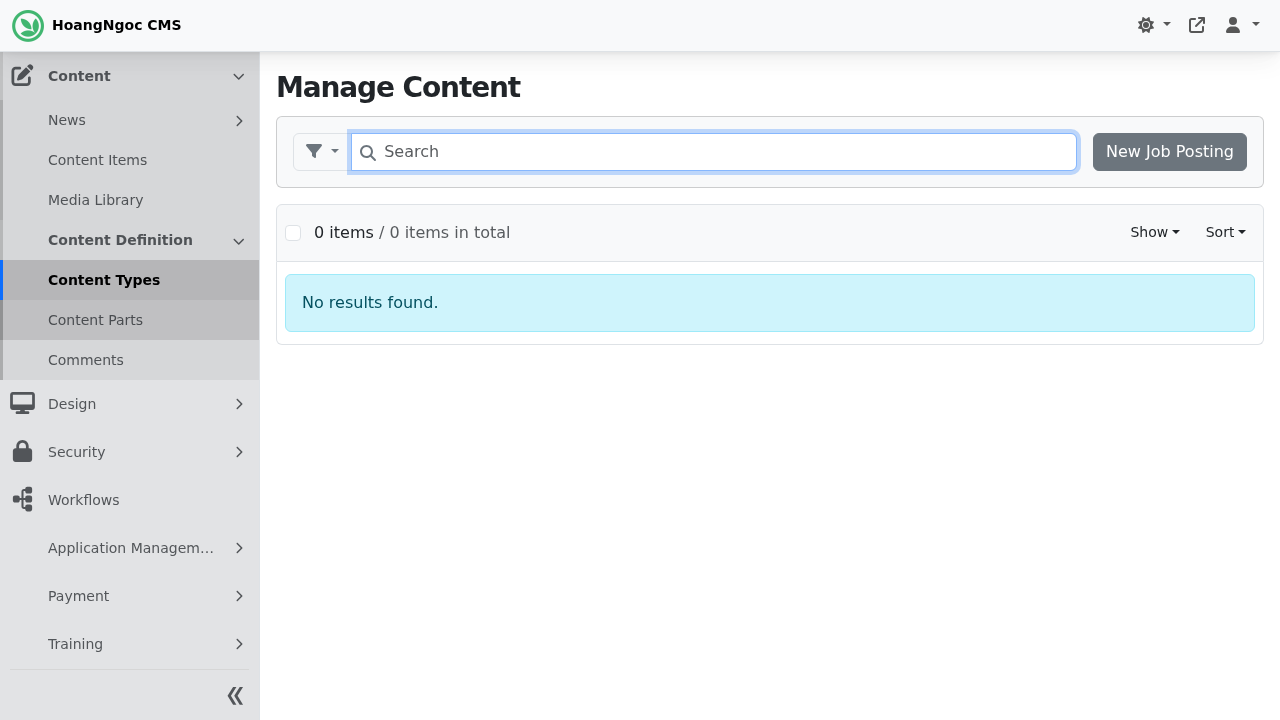 HoangNgoc CMS
Content
News
Content Items
Media Library
Content Definition
Content Types
Content Parts
Comments
Design
Security
Workflows
Application Managem…
Payment
Training
Manage Content
Search
New Job Posting
0 items / 0 items in total
Show
Sort
No results found.